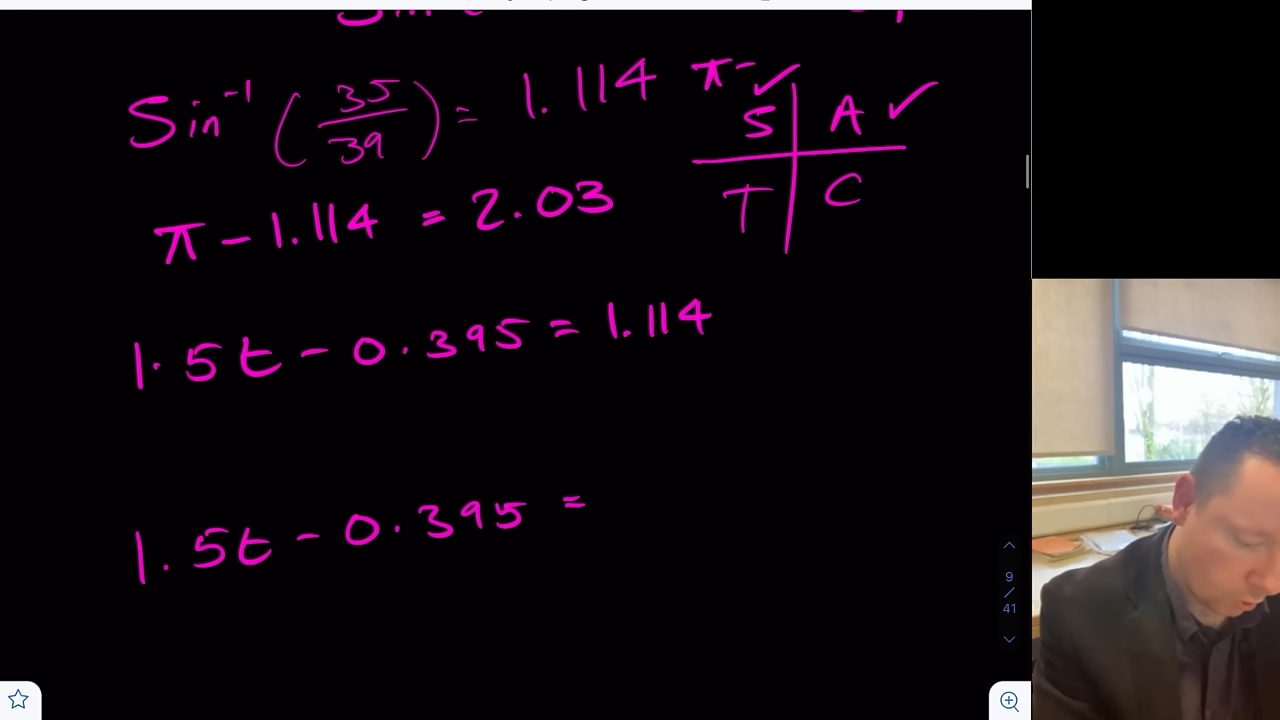 Sin⁻¹ (35/39) = 1.114
π-
S A
T C
π - 1.114 = 2.03
1.5t - 0.395 = 1.114
1.5t - 0.395 =
9
/
41